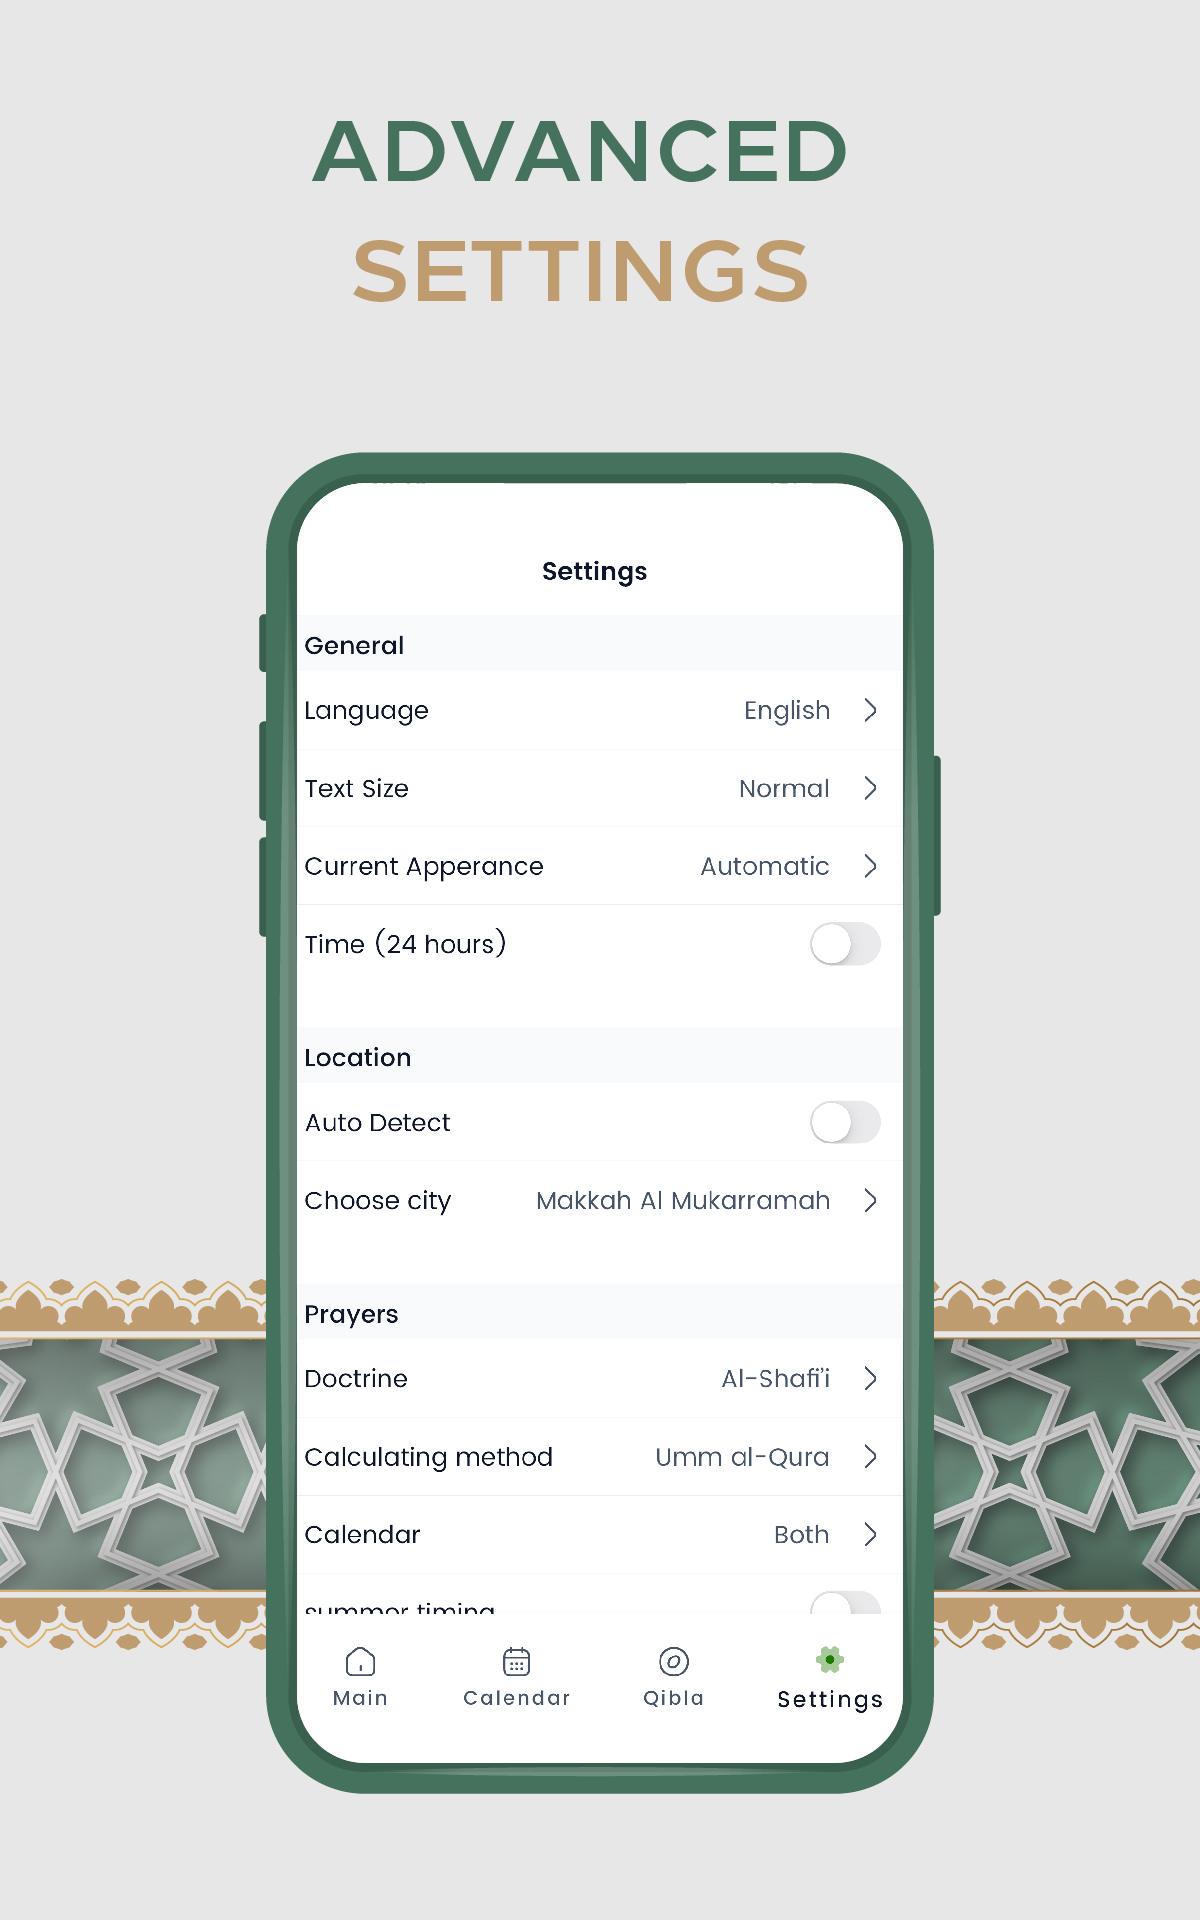 ADVANCED
SETTINGS
Settings
General
Language English
Text Size Normal
Current Apperance Automatic
Time (24 hours)
Location
Auto Detect
Choose city Makkah Al Mukarramah
Prayers
Doctrine Al-Shafi'i
Calculating method Umm al-Qura
Calendar Both
summer timing
Main Calendar Qibla Settings